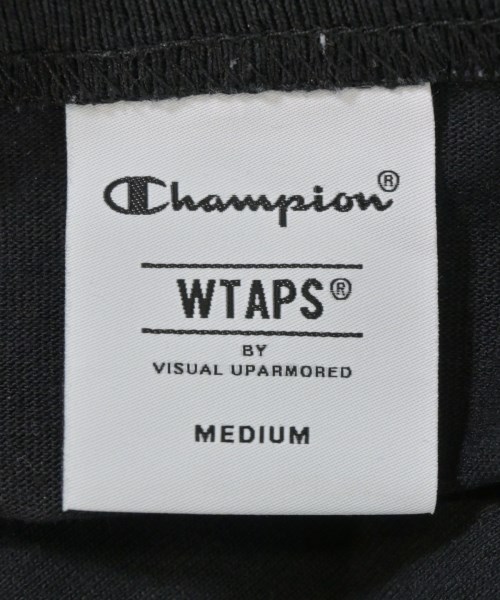 Champion®
WTAPS®
BY
VISUAL UPARMORED
MEDIUM